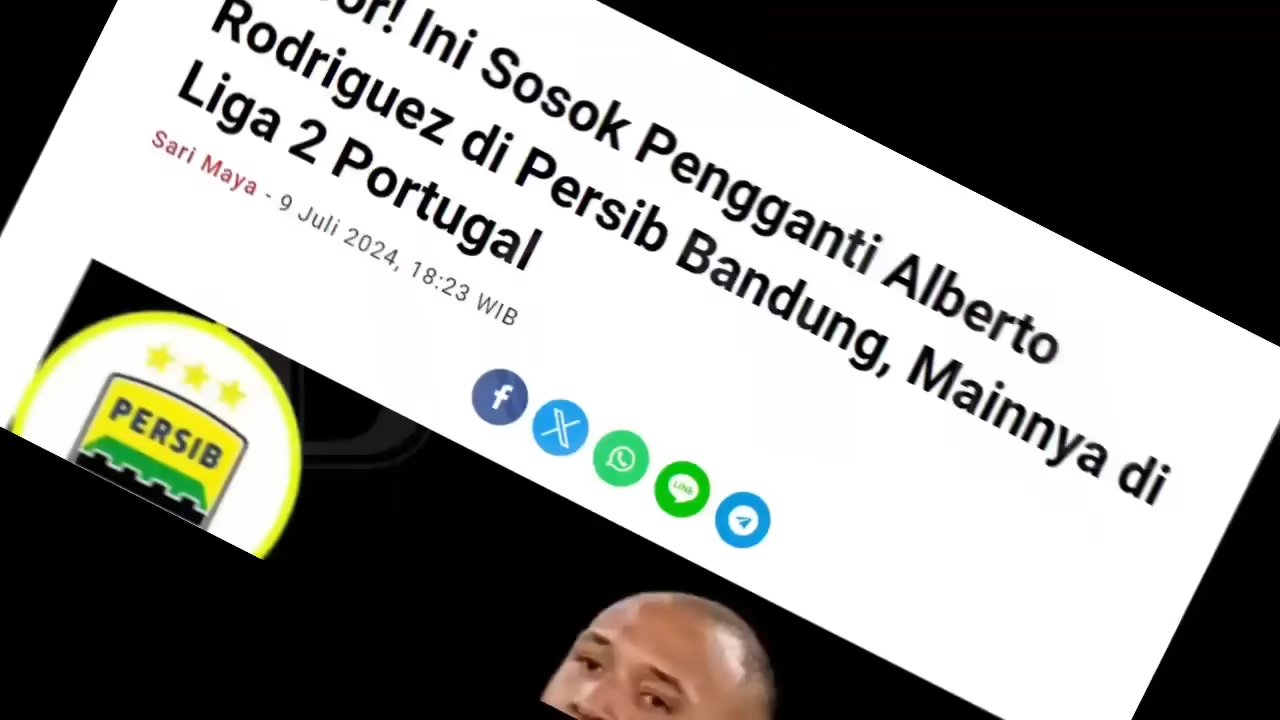 Ini Sosok Pengganti Alberto
Rodriguez di Persib Bandung, Mainnya di
Liga 2 Portugal
Sari Maya - 9 Juli 2024, 18:23 WIB
f
LINE
PERSIB